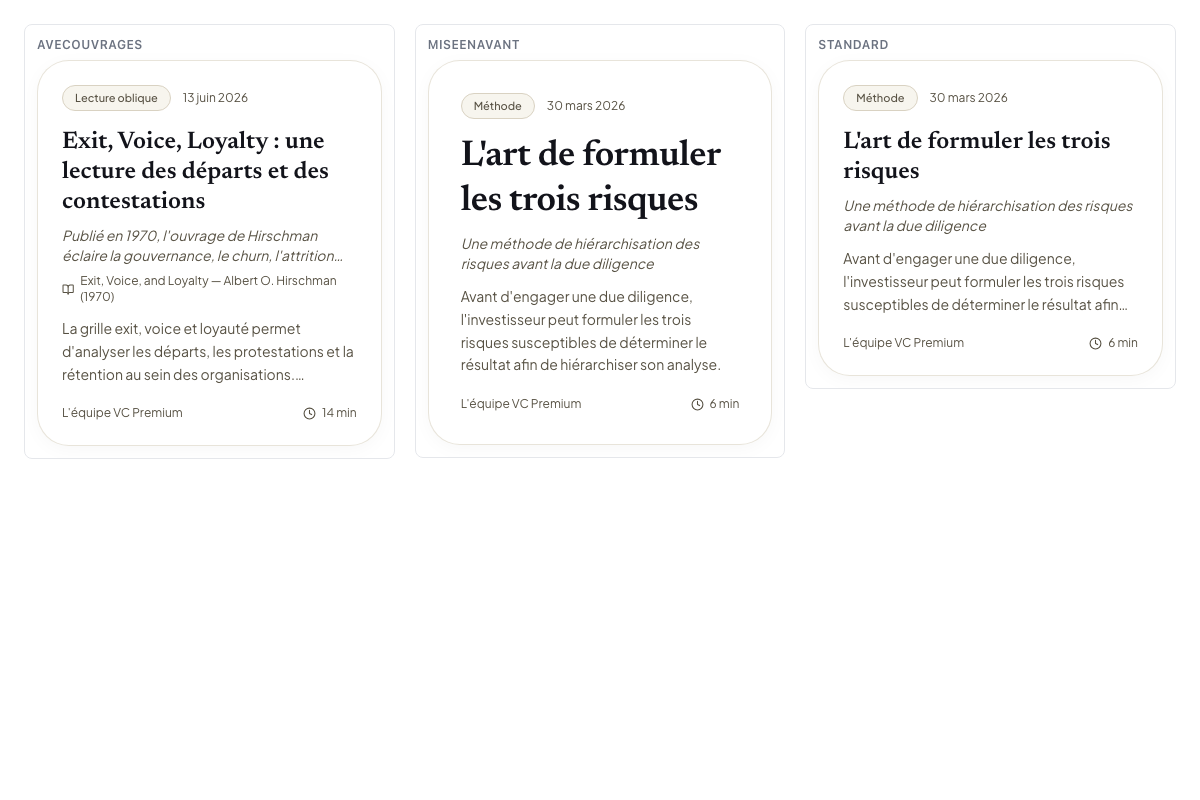 AVECOUVRAGES
Lecture oblique
13 juin 2026
Exit, Voice, Loyalty : une
lecture des départs et des
contestations
Publié en 1970, l'ouvrage de Hirschman
éclaire la gouvernance, le churn, l'attrition…
Exit, Voice, and Loyalty — Albert O. Hirschman
(1970)
La grille exit, voice et loyauté permet
d'analyser les départs, les protestations et la
rétention au sein des organisations.…
L'équipe VC Premium
14 min
MISEENAVANT
Méthode
30 mars 2026
L'art de formuler
les trois risques
Une méthode de hiérarchisation des
risques avant la due diligence
Avant d'engager une due diligence,
l'investisseur peut formuler les trois
risques susceptibles de déterminer le
résultat afin de hiérarchiser son analyse.
L'équipe VC Premium
6 min
STANDARD
Méthode
30 mars 2026
L'art de formuler les trois
risques
Une méthode de hiérarchisation des risques
avant la due diligence
Avant d'engager une due diligence,
l'investisseur peut formuler les trois risques
susceptibles de déterminer le résultat afin…
L'équipe VC Premium
6 min